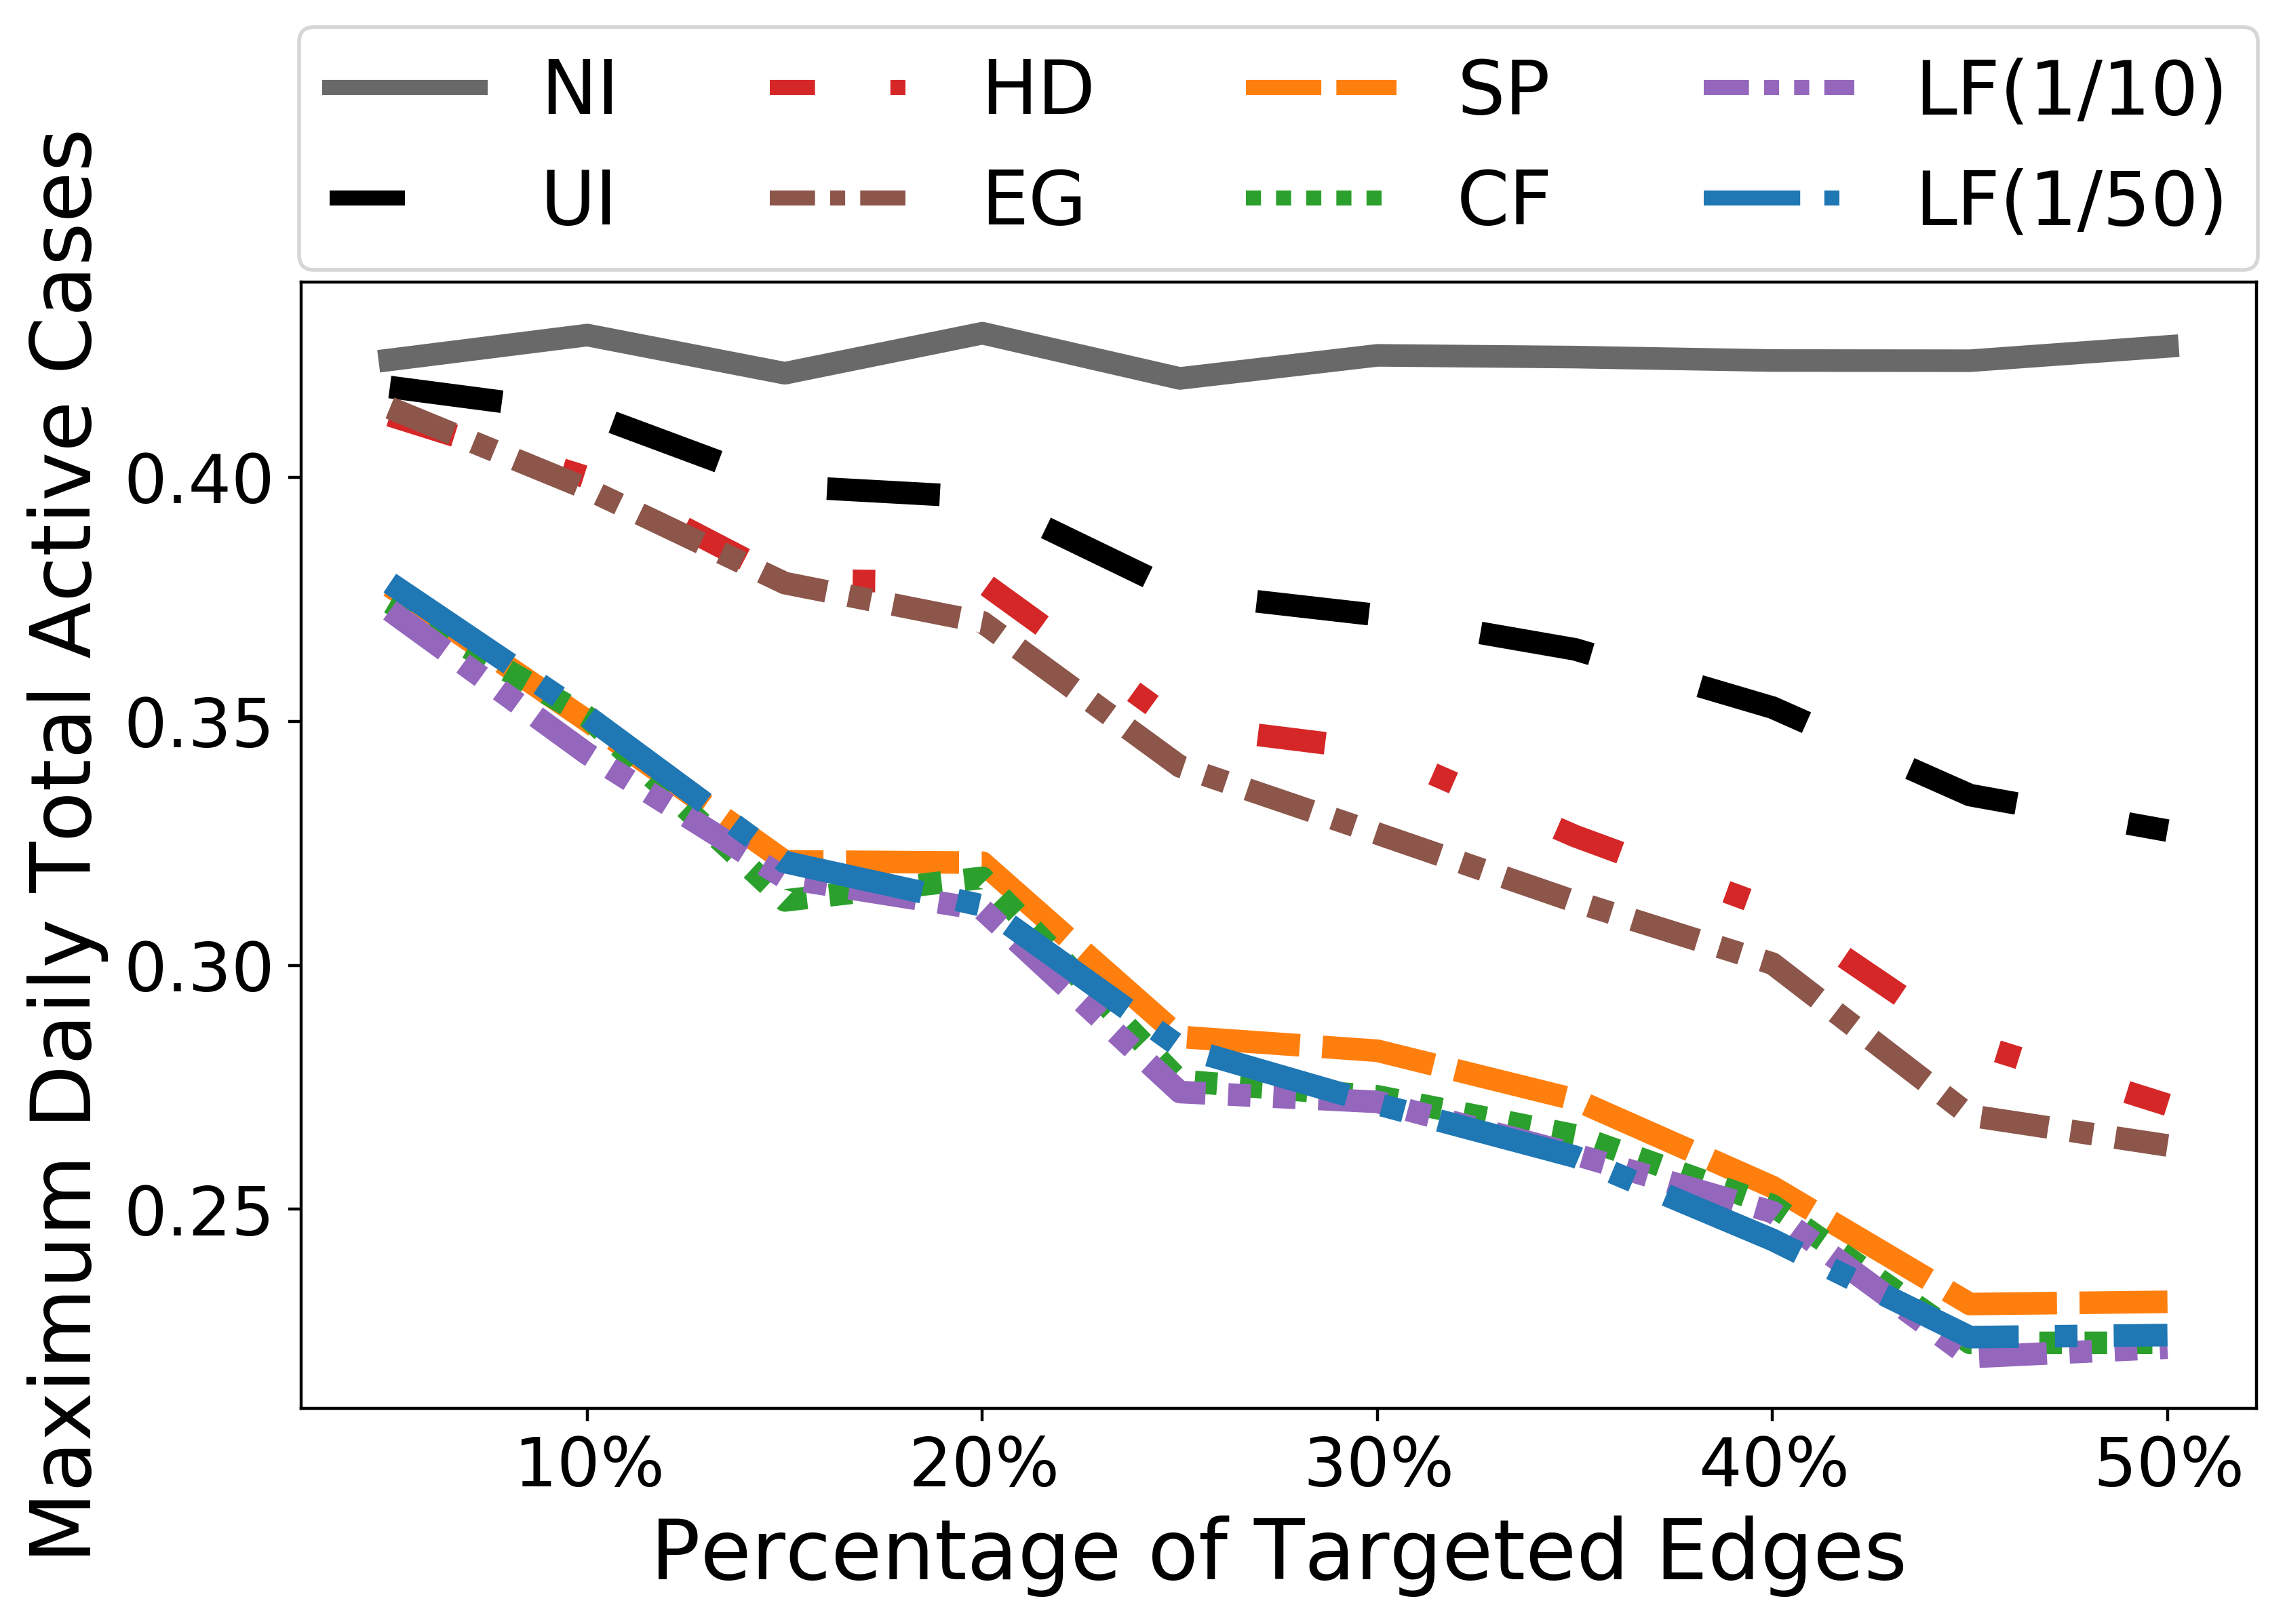 NI HD SP LF(1/10)
UI EG CF LF(1/50)
Maximum Daily Total Active Cases
0.40
0.35
0.30
0.25
10% 20% 30% 40% 50%
Percentage of Targeted Edges